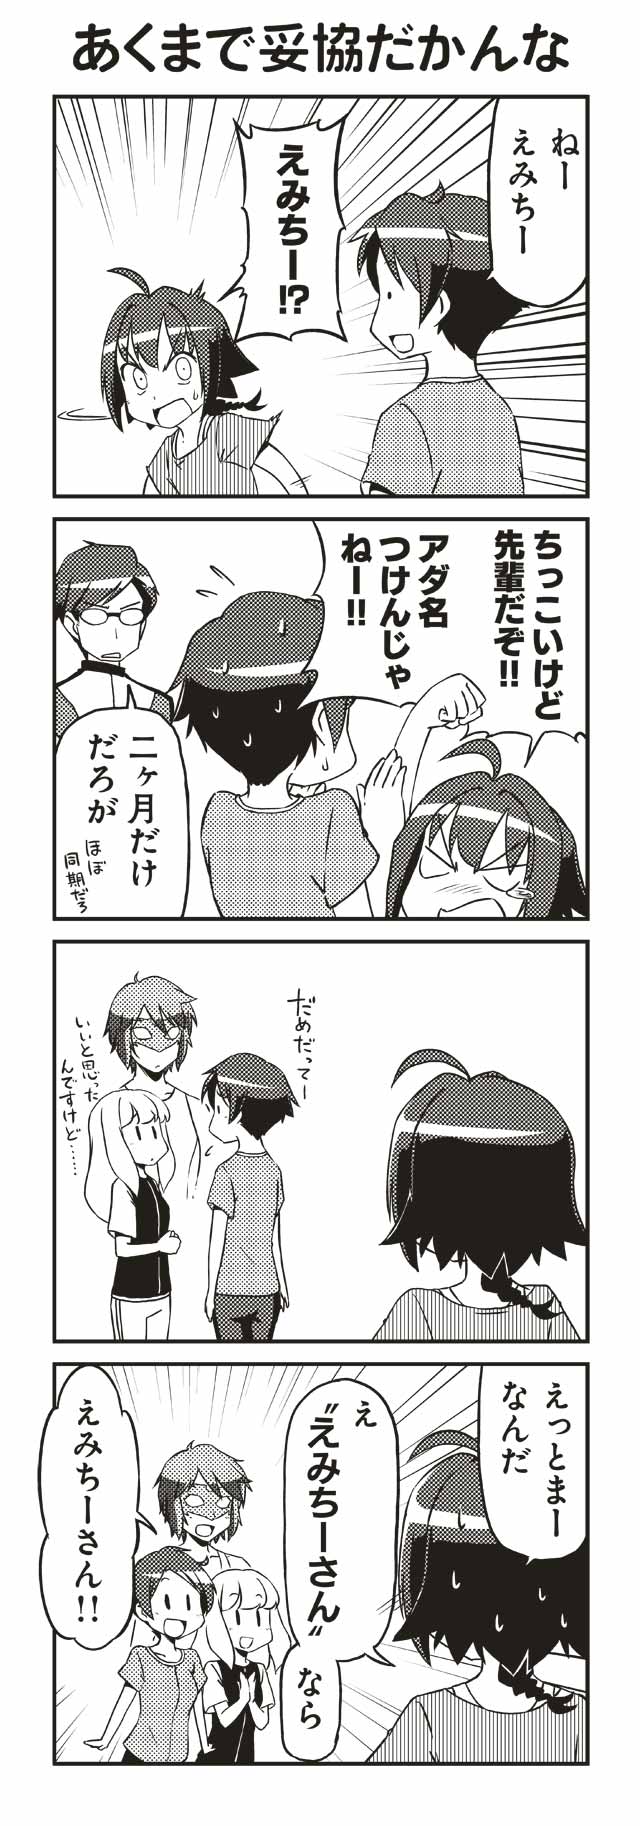 あくまで妥協だかんな
ねー
えみちー
えみちー!?
ちっこいけど
先輩だぞ!!
アダ名
つけんじゃ
ねー!!
二ヶ月だけ
だろが
ほぼ
同期だろ
だめだってー
いいと思った
んですけど……
えっとまー
なんだ
え
"えみちーさん"
なら
えみちーさん!!